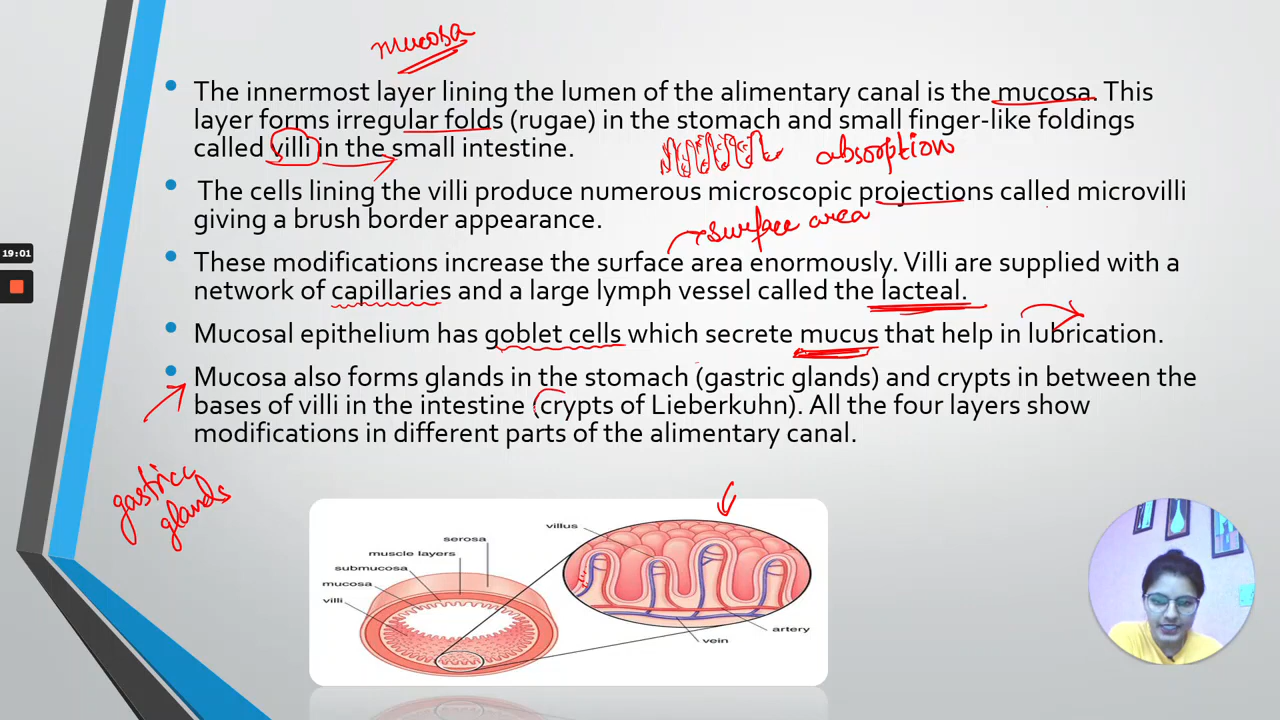 mucosa
• The innermost layer lining the lumen of the alimentary canal is the mucosa. This
layer forms irregular folds (rugae) in the stomach and small finger-like foldings
called villi in the small intestine.
absorption
• The cells lining the villi produce numerous microscopic projections called microvilli
giving a brush border appearance.
surface area
• These modifications increase the surface area enormously. Villi are supplied with a
network of capillaries and a large lymph vessel called the lacteal.
19:01
• Mucosal epithelium has goblet cells which secrete mucus that help in lubrication.
• Mucosa also forms glands in the stomach (gastric glands) and crypts in between the
bases of villi in the intestine (crypts of Lieberkuhn). All the four layers show
modifications in different parts of the alimentary canal.
gastric
glands
villus
serosa
muscle layers
submucosa
mucosa
villi
artery
vein